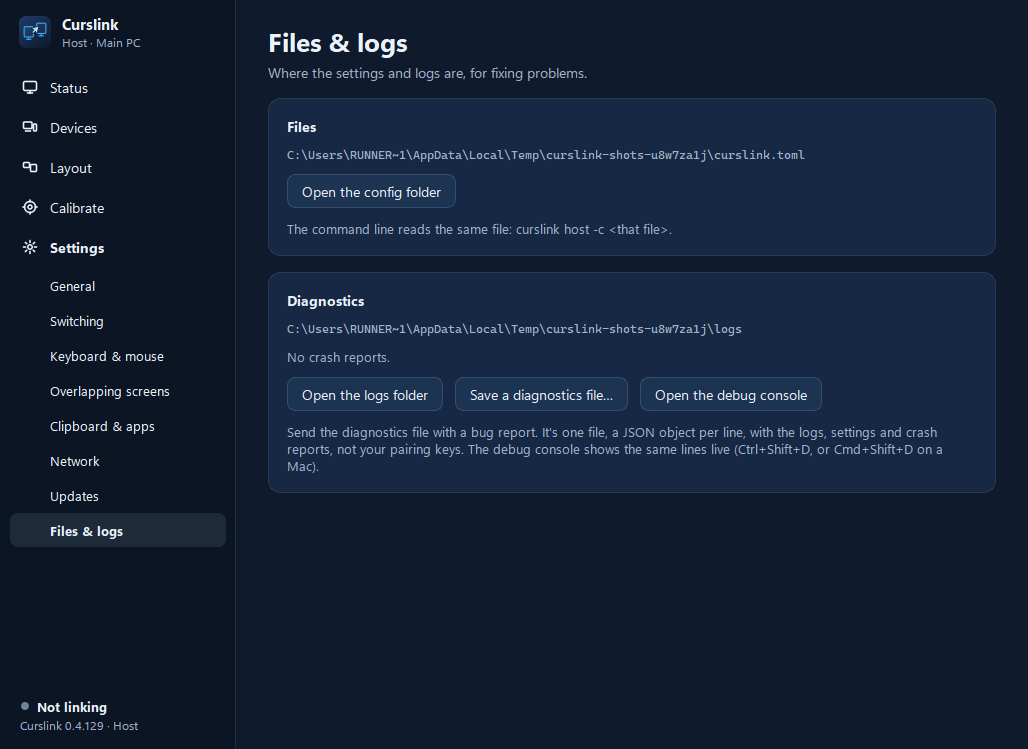 Curslink
Host · Main PC
Status
Devices
Layout
Calibrate
Settings
General
Switching
Keyboard & mouse
Overlapping screens
Clipboard & apps
Network
Updates
Files & logs
Not linking
Curslink 0.4.129 · Host
Files & logs
Where the settings and logs are, for fixing problems.
Files
C:\Users\RUNNER~1\AppData\Local\Temp\curslink-shots-u8w7za1j\curslink.toml
Open the config folder
The command line reads the same file: curslink host -c <that file>.
Diagnostics
C:\Users\RUNNER~1\AppData\Local\Temp\curslink-shots-u8w7za1j\logs
No crash reports.
Open the logs folder
Save a diagnostics file...
Open the debug console
Send the diagnostics file with a bug report. It's one file, a JSON object per line, with the logs, settings and crash
reports, not your pairing keys. The debug console shows the same lines live (Ctrl+Shift+D, or Cmd+Shift+D on a
Mac).